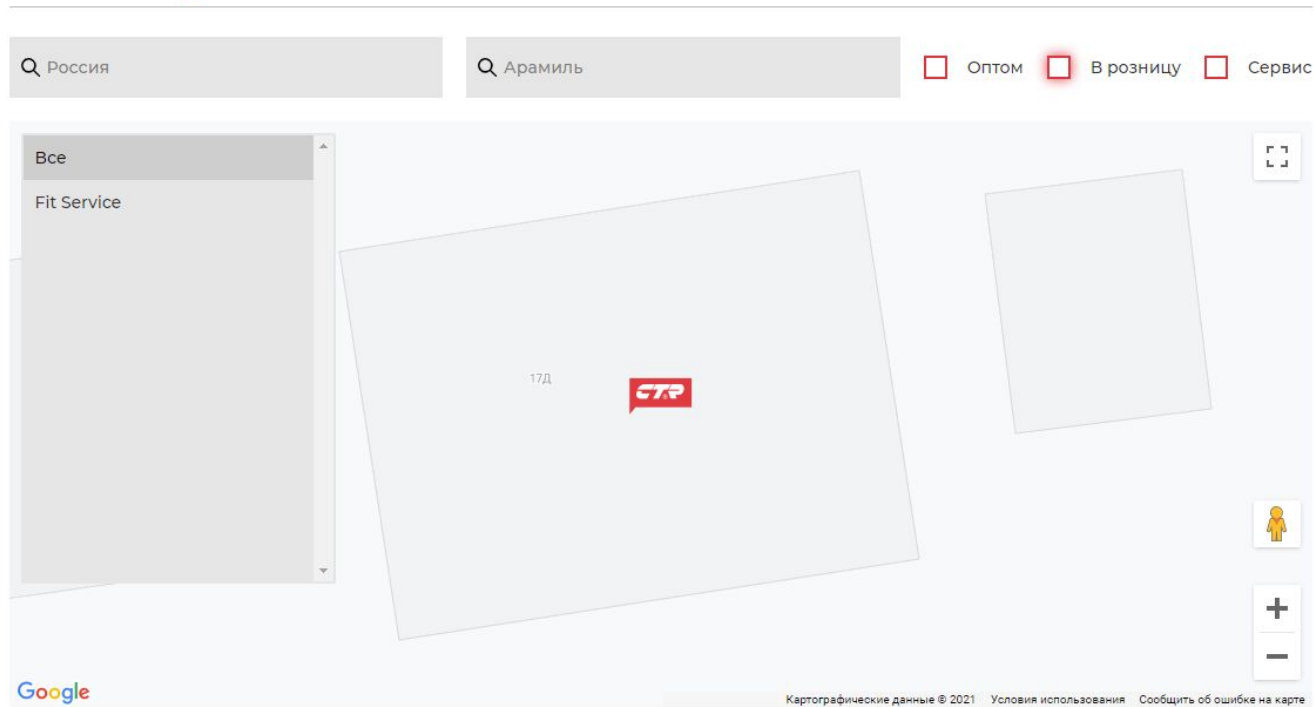 Россия
Арамиль
Оптом
В розницу
Сервис
Все
Fit Service
17Д
CTR
Google
Картографические данные © 2021 Условия использования Сообщить об ошибке на карте